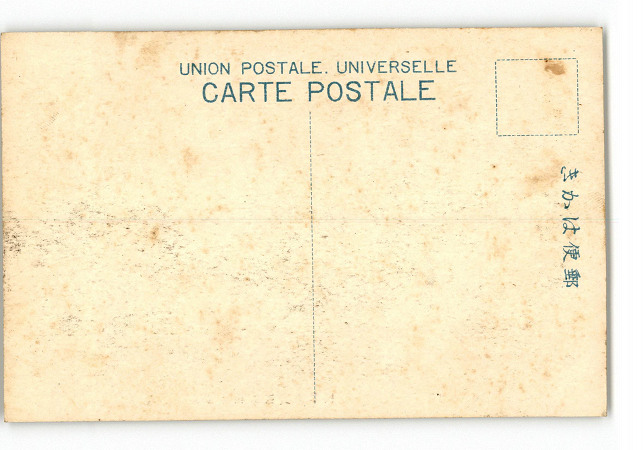 UNION POSTALE. UNIVERSELLE
CARTE POSTALE
きかは便郵